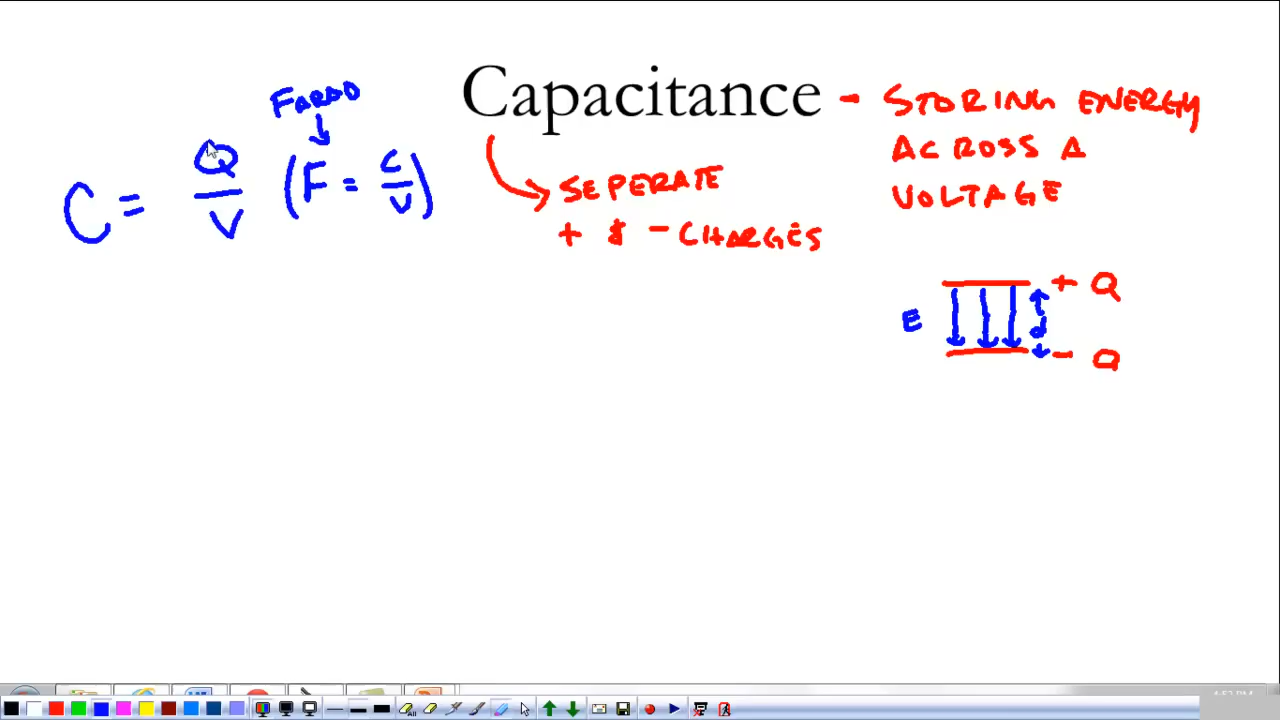 Capacitance - STORING ENERGY
ACROSS A
VOLTAGE
FARAD
C = Q/V (F = C/V)
SEPERATE
+ & - CHARGES
+ Q
E
d
- Q